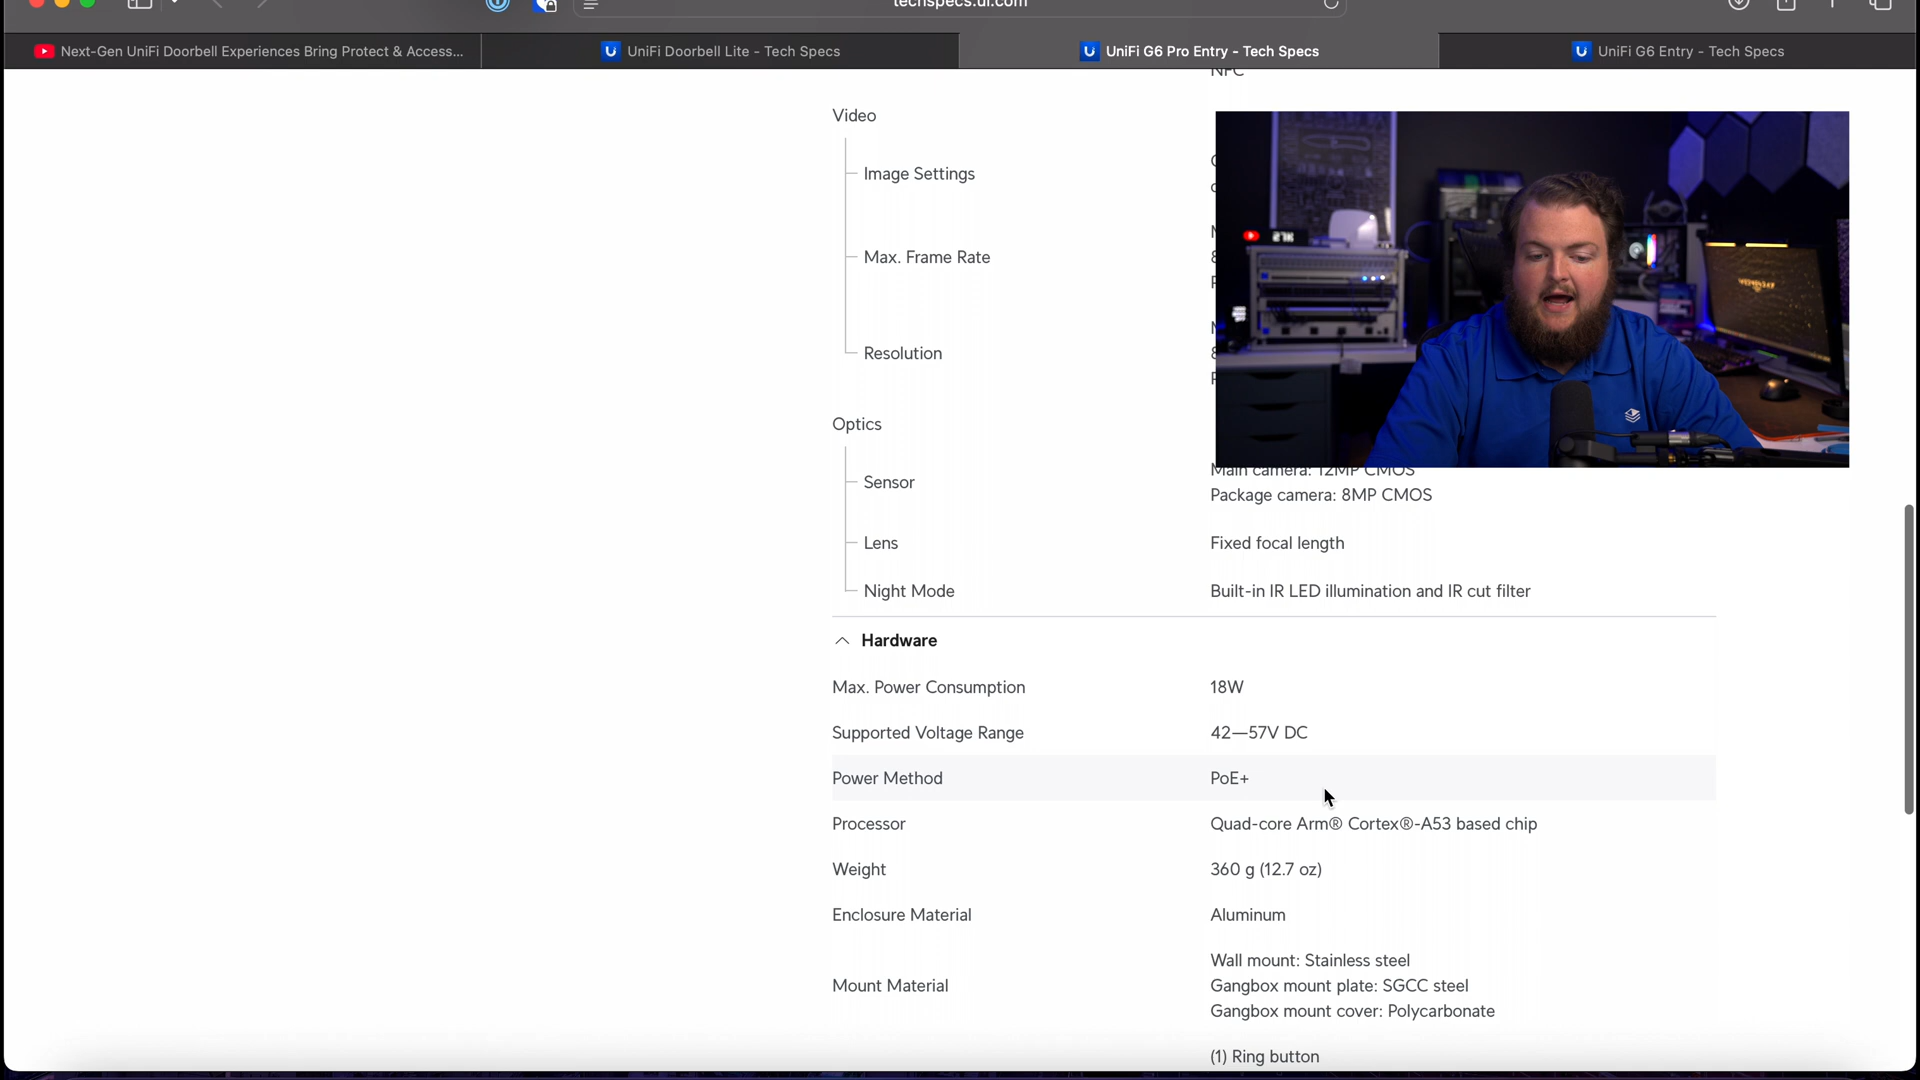 techspecs.ui.com
Next-Gen UniFi Doorbell Experiences Bring Protect & Access...
UniFi Doorbell Lite - Tech Specs
UniFi G6 Pro Entry - Tech Specs
UniFi G6 Entry - Tech Specs
NFC
Video
Image Settings
Max. Frame Rate
Resolution
Optics
Main camera: 12MP CMOS
Sensor
Package camera: 8MP CMOS
Lens Fixed focal length
Night Mode Built-in IR LED illumination and IR cut filter
Hardware
Max. Power Consumption 18W
Supported Voltage Range 42—57V DC
Power Method PoE+
Processor Quad-core Arm® Cortex®-A53 based chip
Weight 360 g (12.7 oz)
Enclosure Material Aluminum
Wall mount: Stainless steel
Mount Material Gangbox mount plate: SGCC steel
Gangbox mount cover: Polycarbonate
(1) Ring button